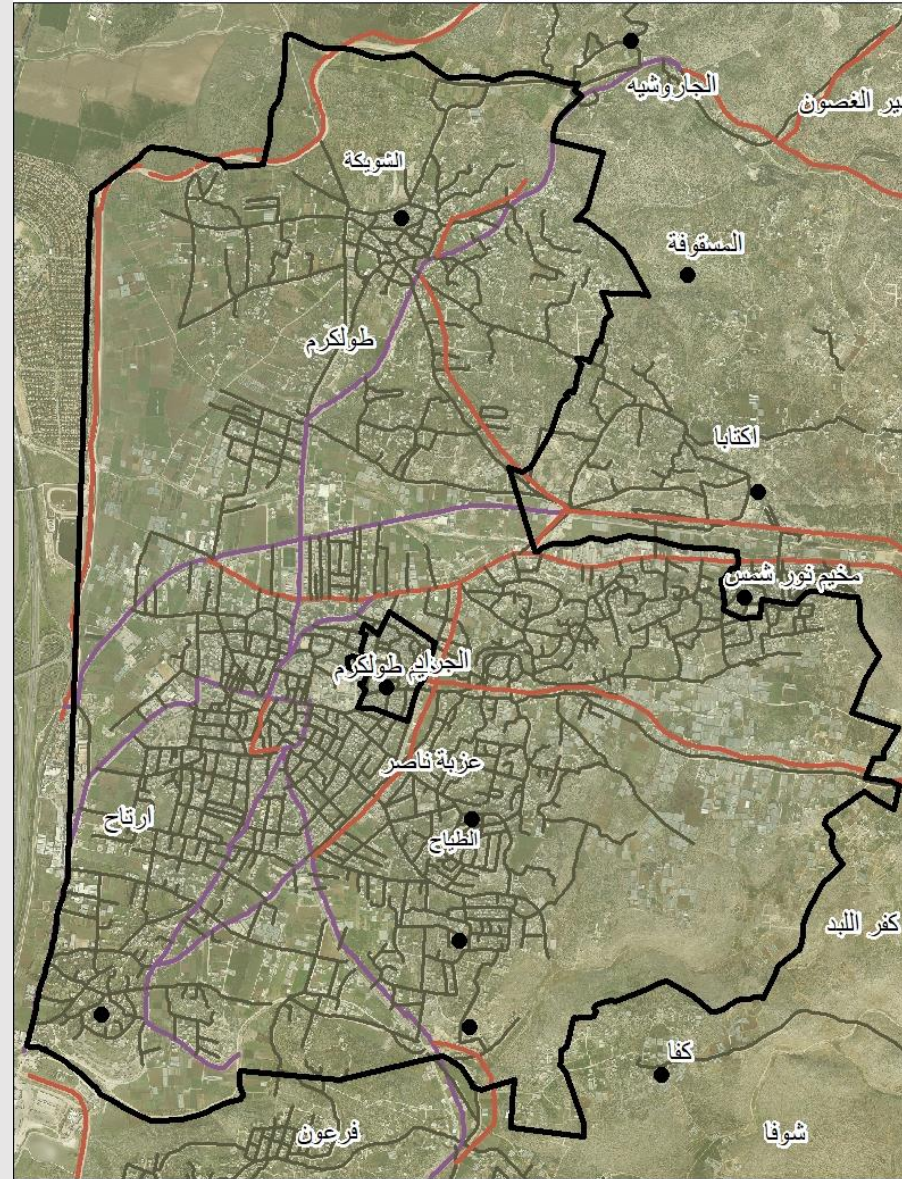 الجاروشيه
ير الغصون
الشويكة
المسقوفة
طولكرم
اكتابا
مخيم نور شمس
طولكرم
عزبة ناصر
ارتاح
الطياح
كفر اللبد
كفا
فرعون
شوفا